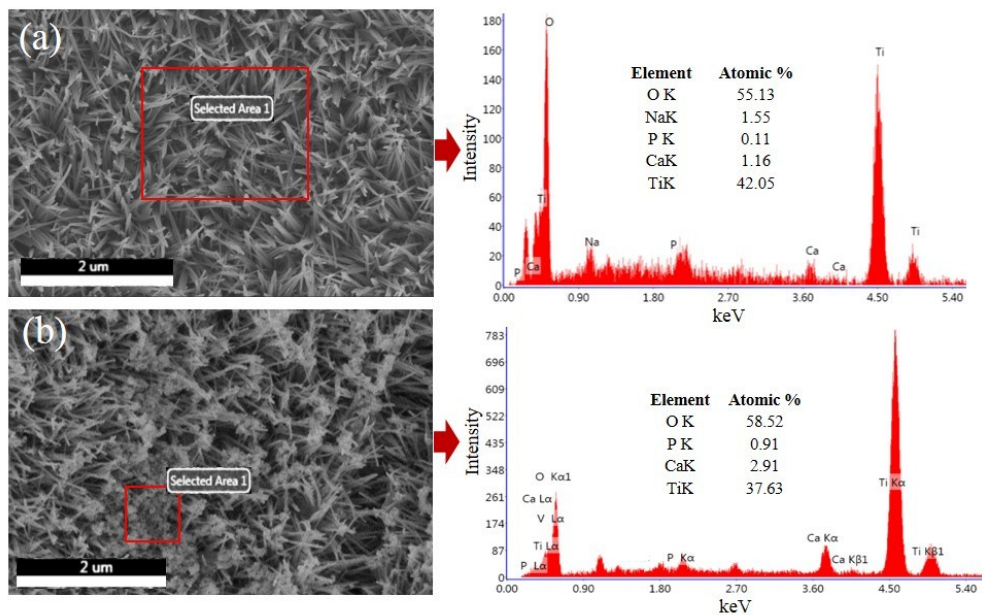 (a)
Selected Area 1
2 um
Intensity
180
160
140
120
100
80
60
40
20
0
O
Ti
P
Ca
Na
P
Ca
Ca
Ti
Ti
Element Atomic %
O K 55.13
NaK 1.55
P K 0.11
CaK 1.16
TiK 42.05
0.00 0.90 1.80 2.70 3.60 4.50 5.40
keV
(b)
Selected Area 1
2 um
Intensity
783
696
609
522
435
348
261
174
87
0
O Kα1
Ca Lα
V Lα
Ti Lα
P Lα
P Kα
Ca Kα
Ca Kβ1
Ti Kα
Ti Kβ1
Element Atomic %
O K 58.52
P K 0.91
CaK 2.91
TiK 37.63
0.00 0.90 1.80 2.70 3.60 4.50 5.40
keV